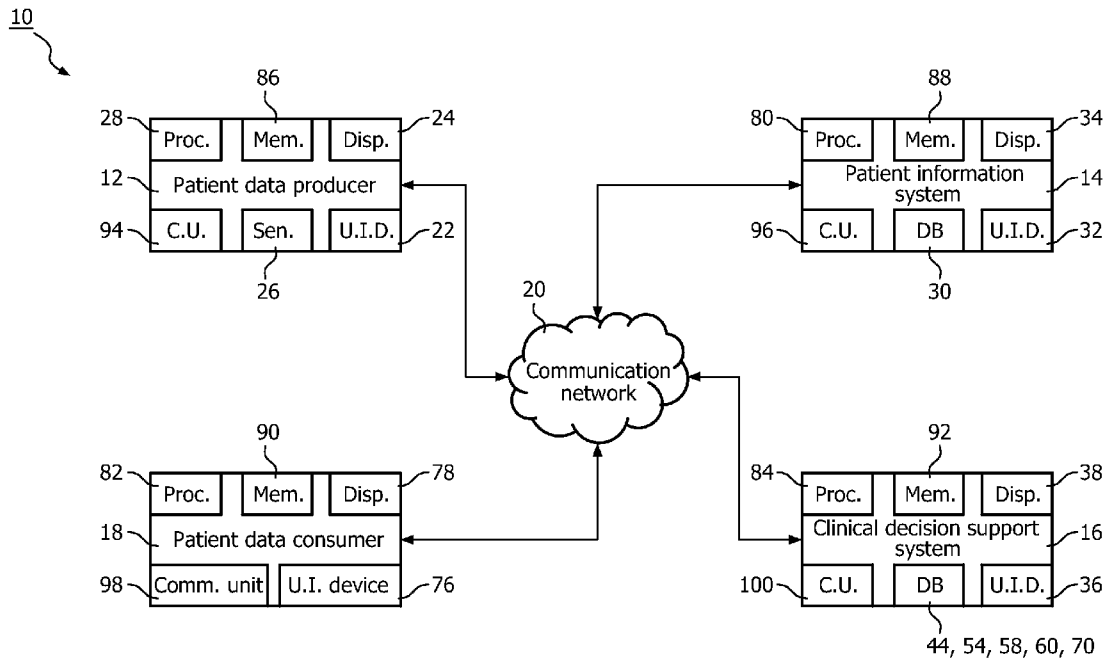 10
86
88
28
Proc.
Mem.
Disp.
24
80
Proc.
Mem.
Disp.
34
12
Patient data producer
Patient information
system
14
94
C.U.
Sen.
U.I.D.
22
96
C.U.
DB
U.I.D.
32
26
30
20
Communication
network
90
92
82
Proc.
Mem.
Disp.
78
84
Proc.
Mem.
Disp.
38
18
Patient data consumer
Clinical decision support
system
16
98
Comm. unit
U.I. device
76
100
C.U.
DB
U.I.D.
36
44, 54, 58, 60, 70